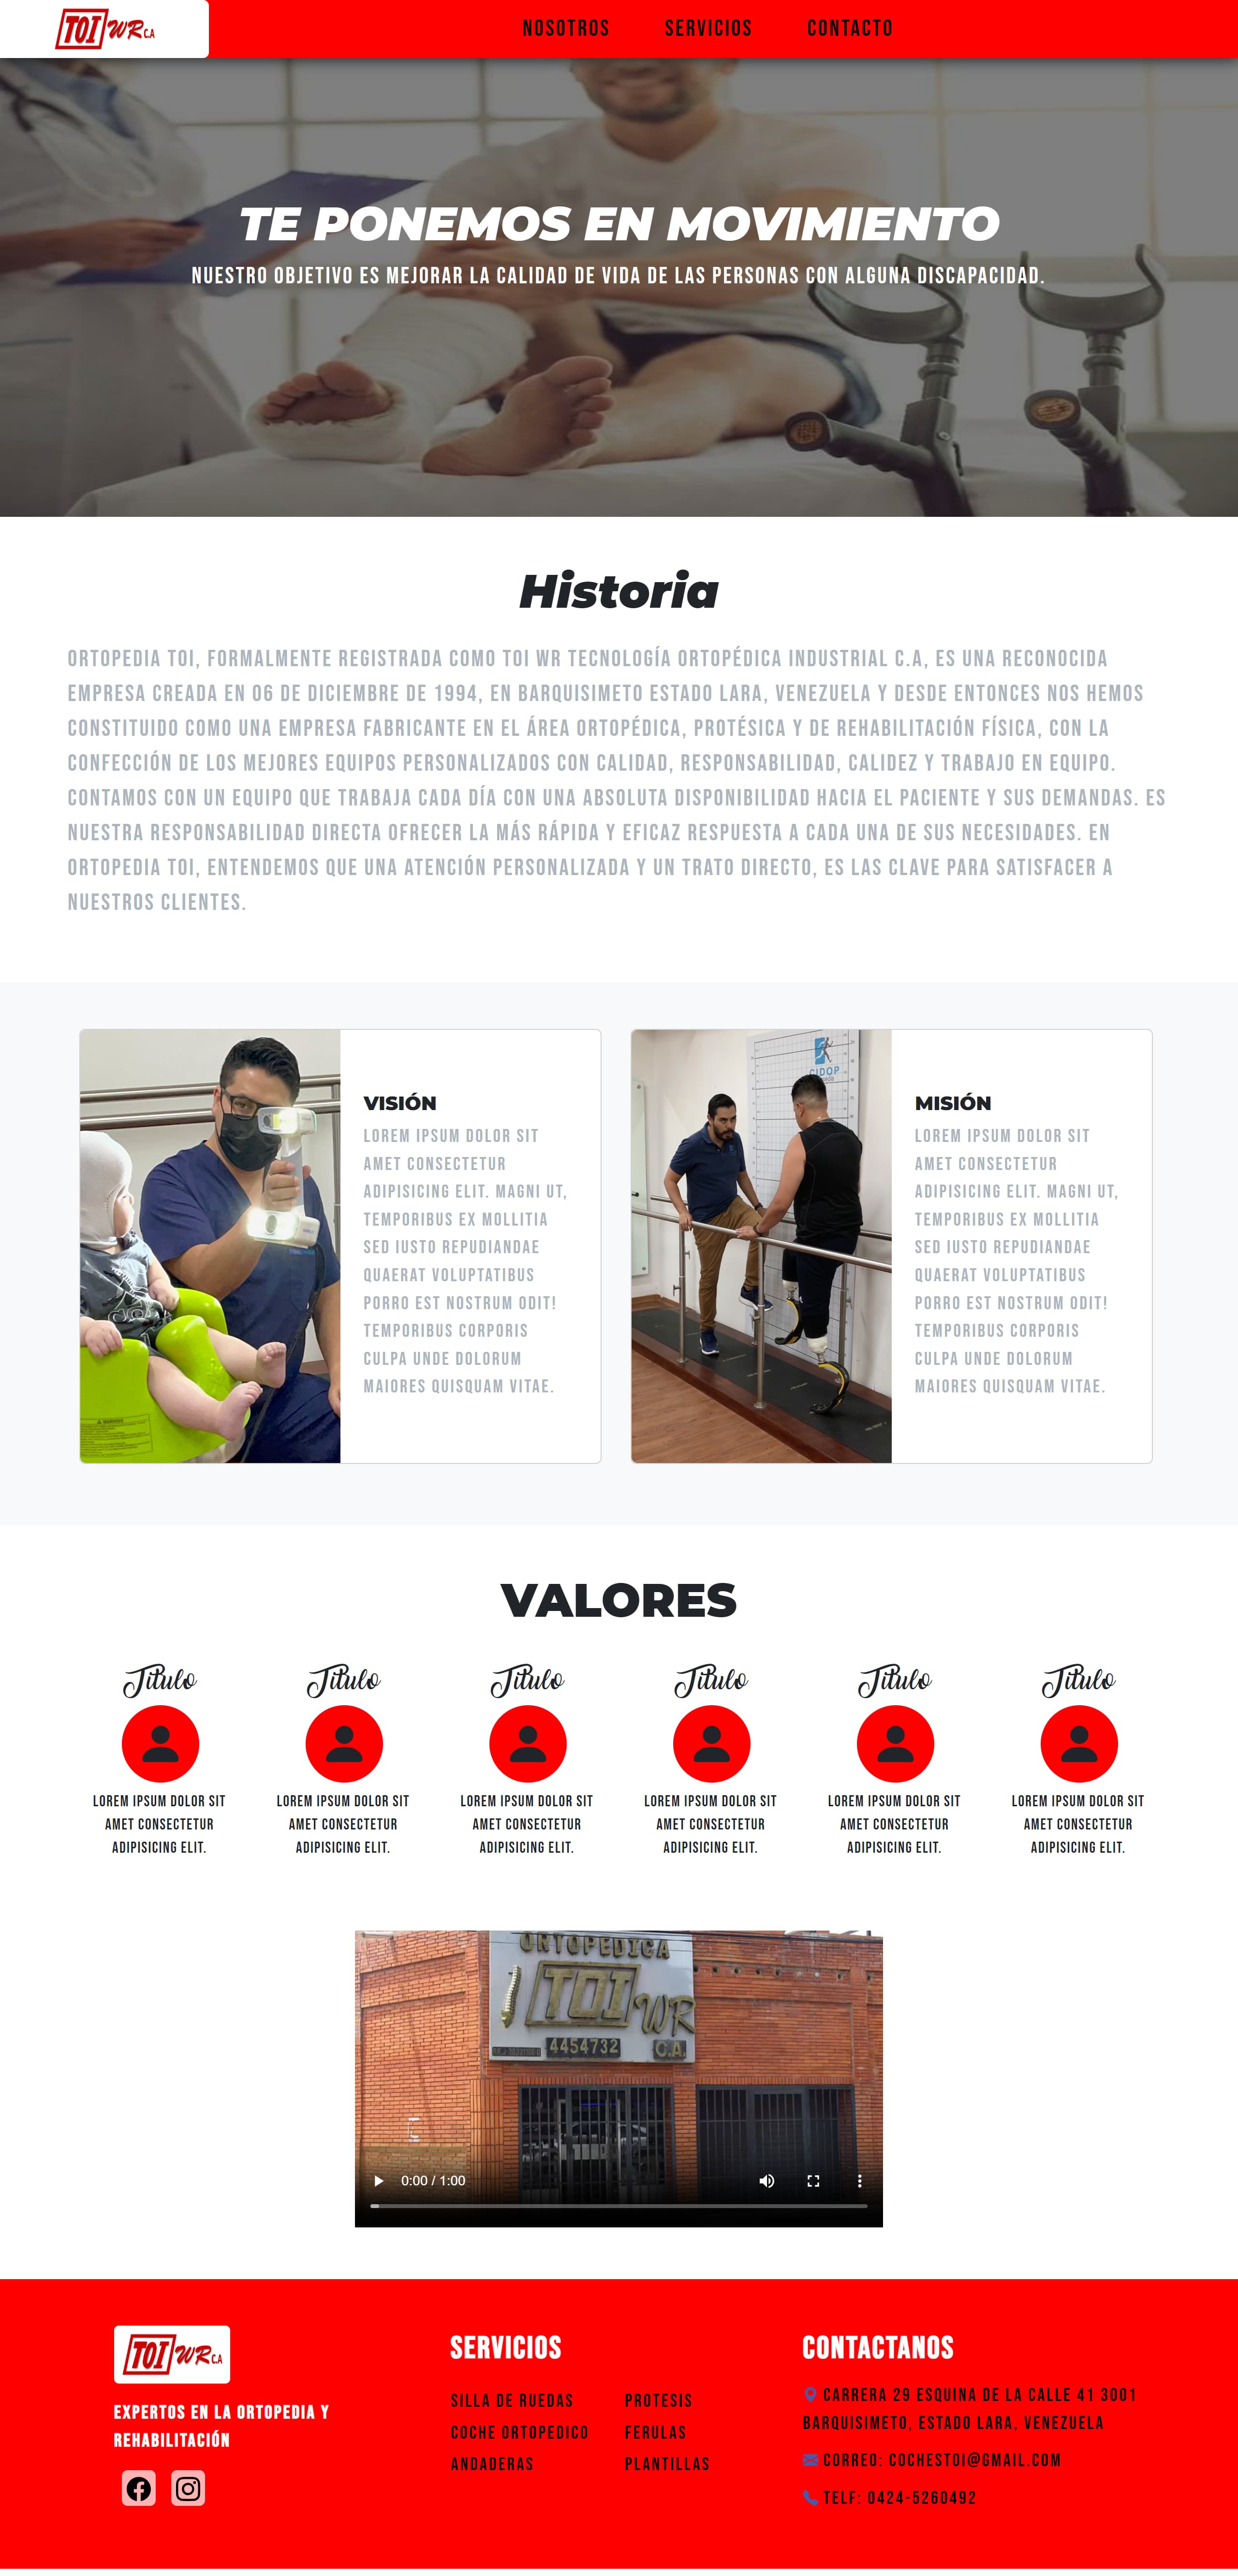 TOI WR C.A
NOSOTROS SERVICIOS CONTACTO
TE PONEMOS EN MOVIMIENTO
NUESTRO OBJETIVO ES MEJORAR LA CALIDAD DE VIDA DE LAS PERSONAS CON ALGUNA DISCAPACIDAD.
Historia
ORTOPEDIA TOI, FORMALMENTE REGISTRADA COMO TOI WR TECNOLOGÍA ORTOPÉDICA INDUSTRIAL C.A, ES UNA RECONOCIDA
EMPRESA CREADA EN 06 DE DICIEMBRE DE 1994, EN BARQUISIMETO ESTADO LARA, VENEZUELA Y DESDE ENTONCES NOS HEMOS
CONSTITUIDO COMO UNA EMPRESA FABRICANTE EN EL ÁREA ORTOPÉDICA, PROTÉSICA Y DE REHABILITACIÓN FÍSICA, CON LA
CONFECCIÓN DE LOS MEJORES EQUIPOS PERSONALIZADOS CON CALIDAD, RESPONSABILIDAD, CALIDEZ Y TRABAJO EN EQUIPO.
CONTAMOS CON UN EQUIPO QUE TRABAJA CADA DÍA CON UNA ABSOLUTA DISPONIBILIDAD HACIA EL PACIENTE Y SUS DEMANDAS. ES
NUESTRA RESPONSABILIDAD DIRECTA OFRECER LA MÁS RÁPIDA Y EFICAZ RESPUESTA A CADA UNA DE SUS NECESIDADES. EN
ORTOPEDIA TOI, ENTENDEMOS QUE UNA ATENCIÓN PERSONALIZADA Y UN TRATO DIRECTO, ES LAS CLAVE PARA SATISFACER A
NUESTROS CLIENTES.
VISIÓN
LOREM IPSUM DOLOR SIT
AMET CONSECTETUR
ADIPISICING ELIT. MAGNI UT,
TEMPORIBUS EX MOLLITIA
SED IUSTO REPUDIANDAE
QUAERAT VOLUPTATIBUS
PORRO EST NOSTRUM ODIT!
TEMPORIBUS CORPORIS
CULPA UNDE DOLORUM
MAIORES QUISQUAM VITAE.
CIDOP
MISIÓN
LOREM IPSUM DOLOR SIT
AMET CONSECTETUR
ADIPISICING ELIT. MAGNI UT,
TEMPORIBUS EX MOLLITIA
SED IUSTO REPUDIANDAE
QUAERAT VOLUPTATIBUS
PORRO EST NOSTRUM ODIT!
TEMPORIBUS CORPORIS
CULPA UNDE DOLORUM
MAIORES QUISQUAM VITAE.
VALORES
Titulo
LOREM IPSUM DOLOR SIT
AMET CONSECTETUR
ADIPISICING ELIT.
Titulo
LOREM IPSUM DOLOR SIT
AMET CONSECTETUR
ADIPISICING ELIT.
Titulo
LOREM IPSUM DOLOR SIT
AMET CONSECTETUR
ADIPISICING ELIT.
Titulo
LOREM IPSUM DOLOR SIT
AMET CONSECTETUR
ADIPISICING ELIT.
Titulo
LOREM IPSUM DOLOR SIT
AMET CONSECTETUR
ADIPISICING ELIT.
Titulo
LOREM IPSUM DOLOR SIT
AMET CONSECTETUR
ADIPISICING ELIT.
ORTOPEDICA
TOI WR
4454732 C.A.
0:00 / 1:00
TOI WR C.A
EXPERTOS EN LA ORTOPEDIA Y
REHABILITACIÓN
SERVICIOS
SILLA DE RUEDAS
COCHE ORTOPEDICO
ANDADERAS
PROTESIS
FERULAS
PLANTILLAS
CONTACTANOS
CARRERA 29 ESQUINA DE LA CALLE 41 3001
BARQUISIMETO, ESTADO LARA, VENEZUELA
CORREO: COCHESTOI@GMAIL.COM
TELF: 0424-5260492